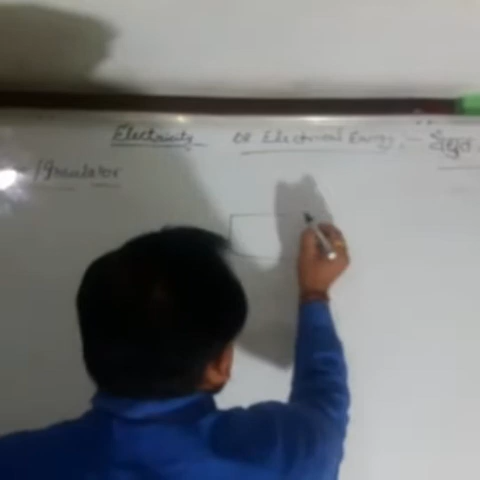 Electricity or Electrical Energy :- विधुत
/Insulator